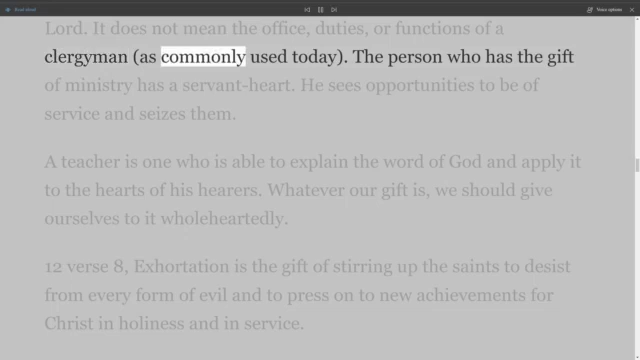 Read aloud
Voice options
Lord. It does not mean the office, duties, or functions of a
clergyman (as commonly used today). The person who has the gift
of ministry has a servant-heart. He sees opportunities to be of
service and seizes them.
A teacher is one who is able to explain the word of God and apply it
to the hearts of his hearers. Whatever our gift is, we should give
ourselves to it wholeheartedly.
12 verse 8, Exhortation is the gift of stirring up the saints to desist
from every form of evil and to press on to new achievements for
Christ in holiness and in service.